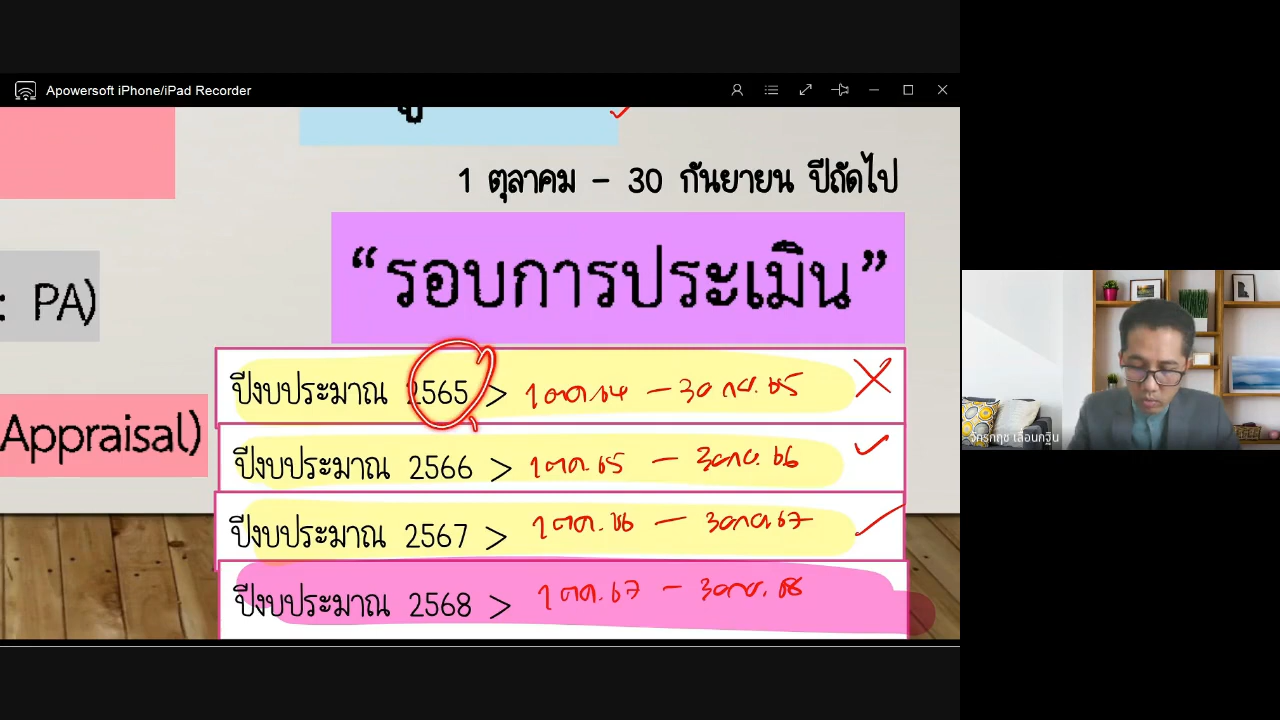 Apowersoft iPhone/iPad Recorder
1 ตุลาคม - 30 กันยายน ปีถัดไป
“รอบการประเมิน”
: PA)
ปีงบประมาณ 2565 > 1 ต.ค. 64 - 30 ก.ย. 65
Appraisal)
ปีงบประมาณ 2566 > 1 ต.ค. 65 - 30 ก.ย. 66
ปีงบประมาณ 2567 > 1 ต.ค. 66 - 30 ก.ย. 67
ปีงบประมาณ 2568 > 1 ต.ค. 67 - 30 ก.ย. 68